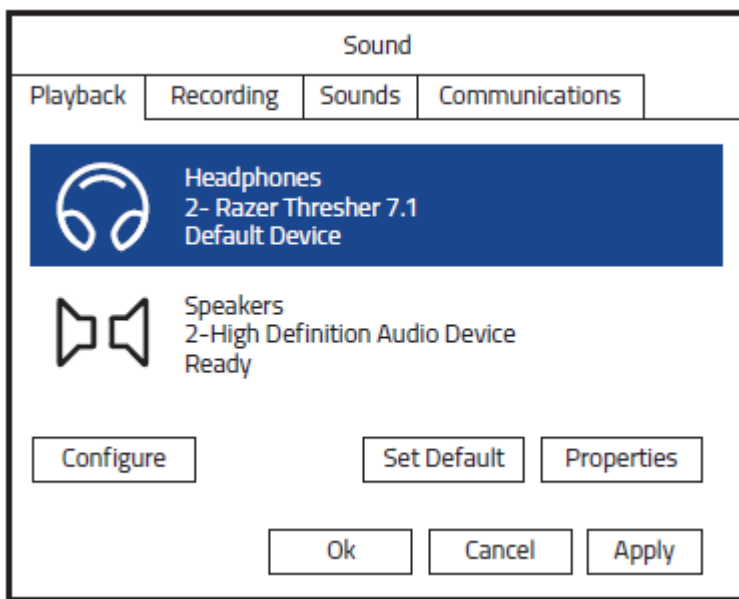 Sound
Playback Recording Sounds Communications
Headphones
2- Razer Thresher 7.1
Default Device
Speakers
2-High Definition Audio Device
Ready
Configure Set Default Properties
Ok Cancel Apply